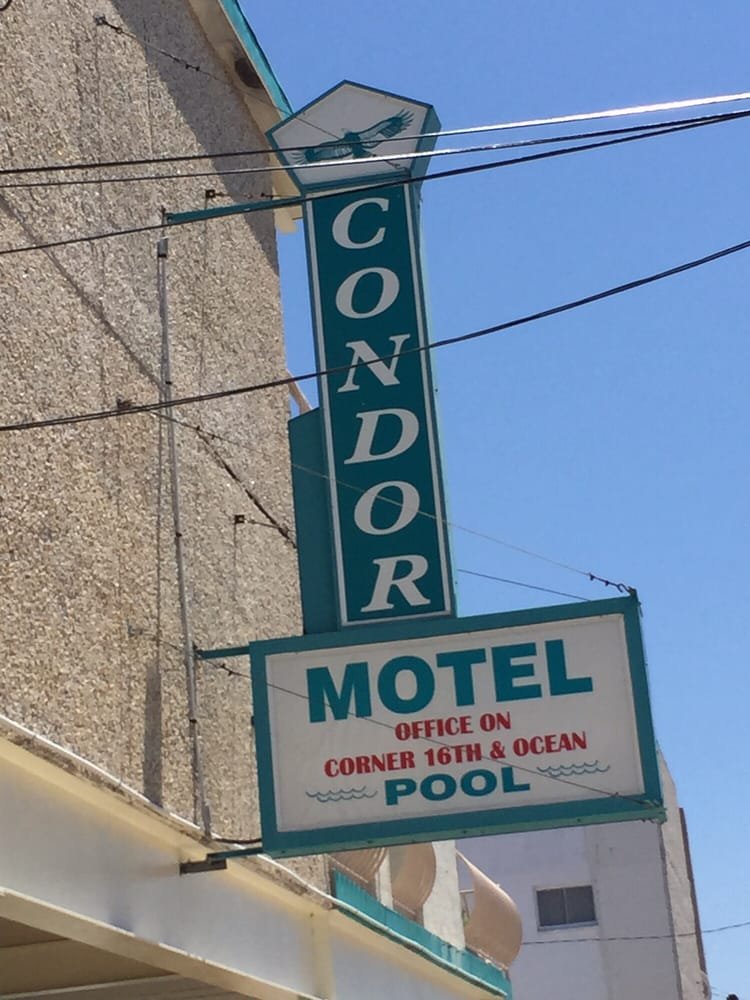 CONDOR
MOTEL
OFFICE ON
CORNER 16TH & OCEAN
POOL